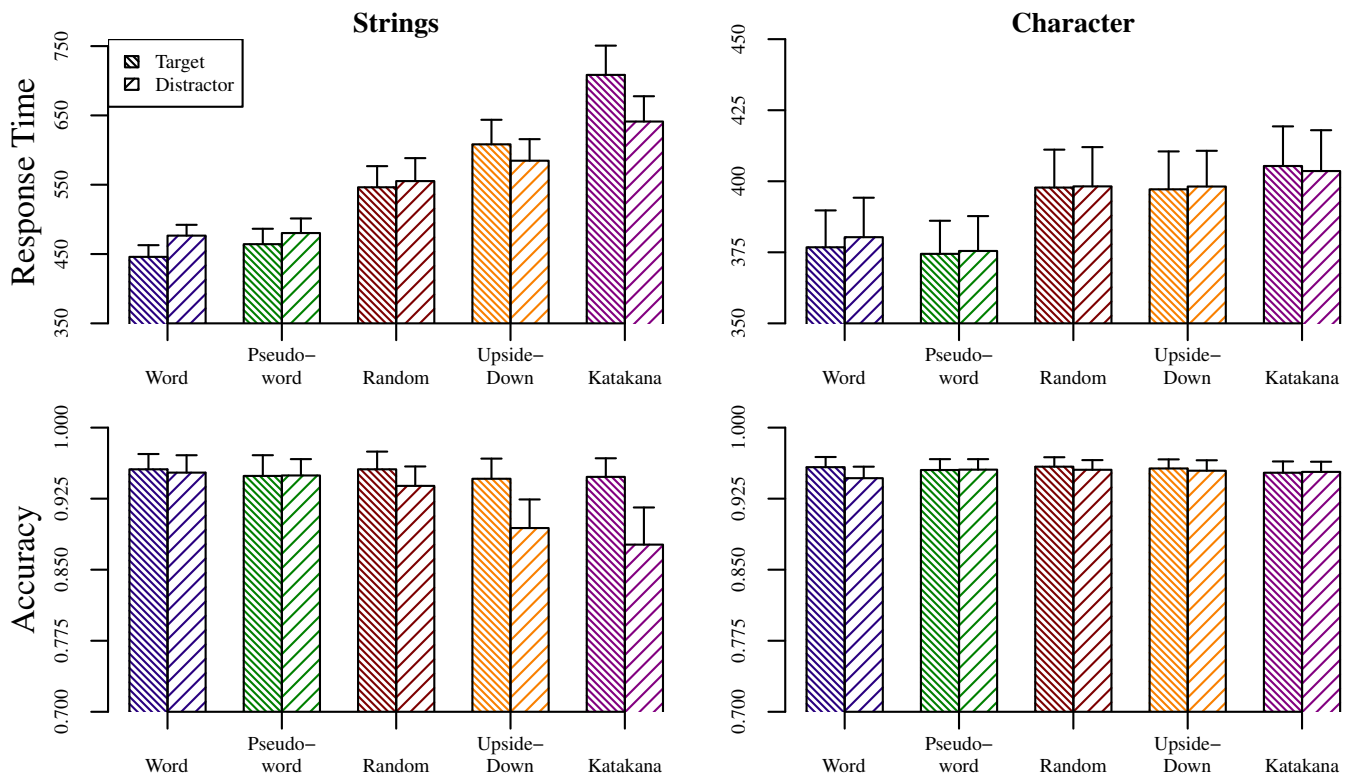 Strings
Character
Response Time
750
650
550
450
350
Target
Distractor
450
425
400
375
350
Word
Pseudo−
word
Random
Upside−
Down
Katakana
Word
Pseudo−
word
Random
Upside−
Down
Katakana
Accuracy
1.000
0.925
0.850
0.775
0.700
1.000
0.925
0.850
0.775
0.700
Word
Pseudo−
word
Random
Upside−
Down
Katakana
Word
Pseudo−
word
Random
Upside−
Down
Katakana